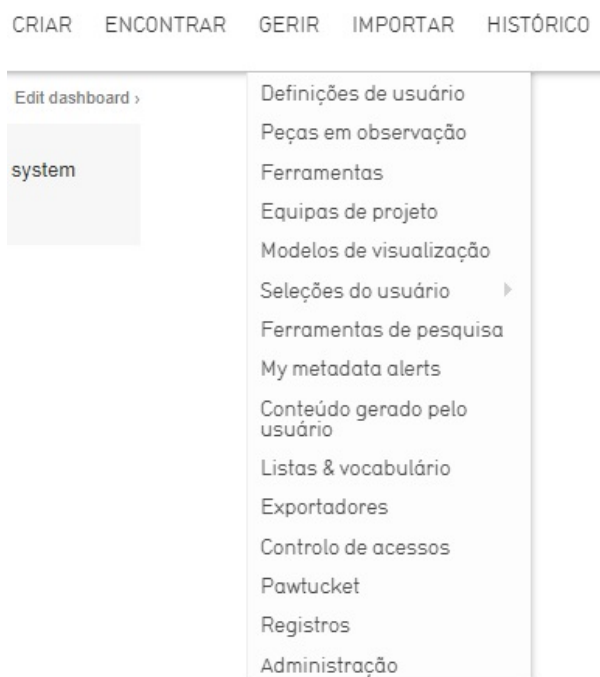 CRIAR ENCONTRAR GERIR IMPORTAR HISTÓRICO
Edit dashboard ›
system
Definições de usuário
Peças em observação
Ferramentas
Equipas de projeto
Modelos de visualização
Seleções do usuário
Ferramentas de pesquisa
My metadata alerts
Conteúdo gerado pelo
usuário
Listas & vocabulário
Exportadores
Controlo de acessos
Pawtucket
Registros
Administração